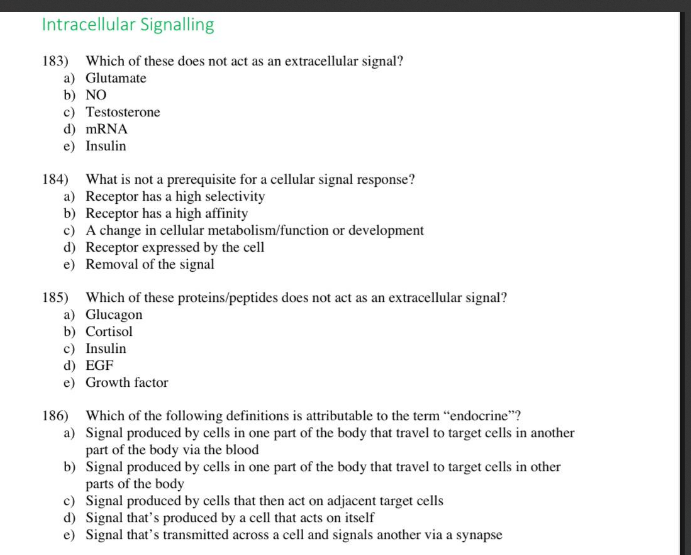 Intracellular Signalling
183) Which of these does not act as an extracellular signal?
a) Glutamate
b) NO
c) Testosterone
d) mRNA
e) Insulin
184) What is not a prerequisite for a cellular signal response?
a) Receptor has a high selectivity
b) Receptor has a high affinity
c) A change in cellular metabolism/function or development
d) Receptor expressed by the cell
e) Removal of the signal
185) Which of these proteins/peptides does not act as an extracellular signal?
a) Glucagon
b) Cortisol
c) Insulin
d) EGF
e) Growth factor
186) Which of the following definitions is attributable to the term “endocrine”?
a) Signal produced by cells in one part of the body that travel to target cells in another
part of the body via the blood
b) Signal produced by cells in one part of the body that travel to target cells in other
parts of the body
c) Signal produced by cells that then act on adjacent target cells
d) Signal that’s produced by a cell that acts on itself
e) Signal that’s transmitted across a cell and signals another via a synapse